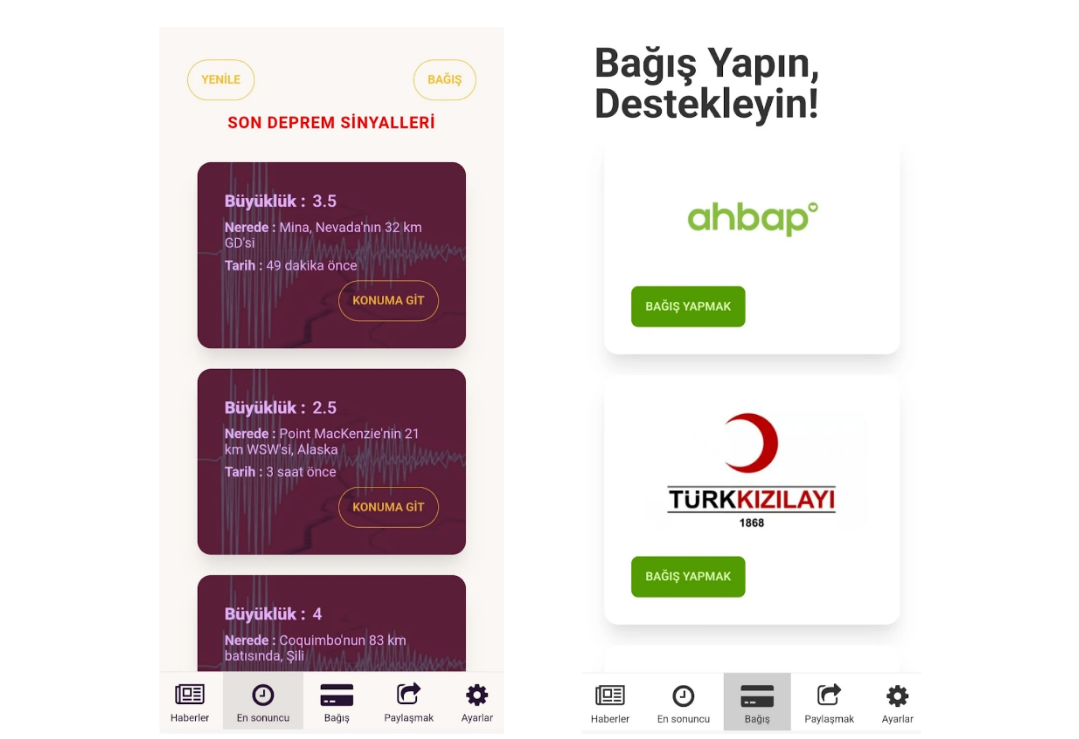 YENİLE
BAĞIŞ
SON DEPREM SİNYALLERİ
Büyüklük : 3.5
Nerede : Mina, Nevada'nın 32 km
GD'si
Tarih : 49 dakika önce
KONUMA GİT
Büyüklük : 2.5
Nerede : Point MacKenzie'nin 21
km WSW'si, Alaska
Tarih : 3 saat önce
KONUMA GİT
Büyüklük : 4
Nerede : Coquimbo'nun 83 km
batısında, Şili
Haberler
En sonuncu
Bağış
Paylaşmak
Ayarlar
Bağış Yapın,
Destekleyin!
ahbap
BAĞIŞ YAPMAK
TÜRKKIZILAYI
1868
BAĞIŞ YAPMAK
Haberler
En sonuncu
Bağış
Paylaşmak
Ayarlar